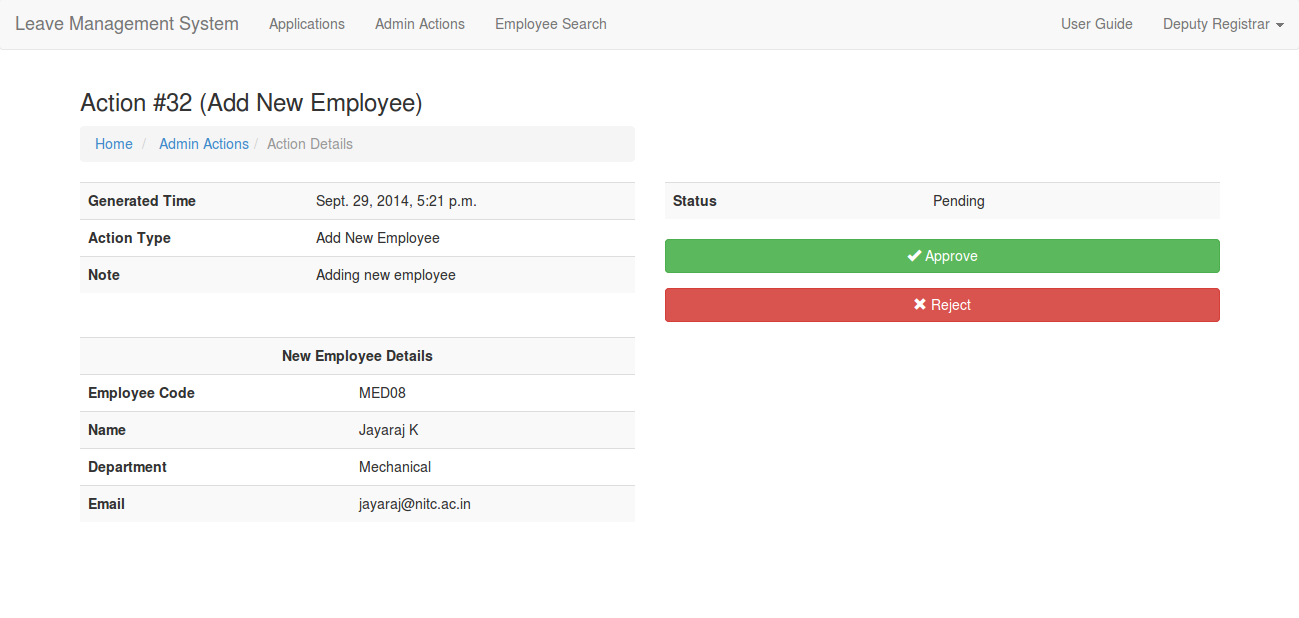 Leave Management System Applications Admin Actions Employee Search User Guide Deputy Registrar
Action #32 (Add New Employee)
Home / Admin Actions / Action Details
Generated Time Sept. 29, 2014, 5:21 p.m.
Action Type Add New Employee
Note Adding new employee
Status Pending
Approve
Reject
New Employee Details
Employee Code MED08
Name Jayaraj K
Department Mechanical
Email jayaraj@nitc.ac.in